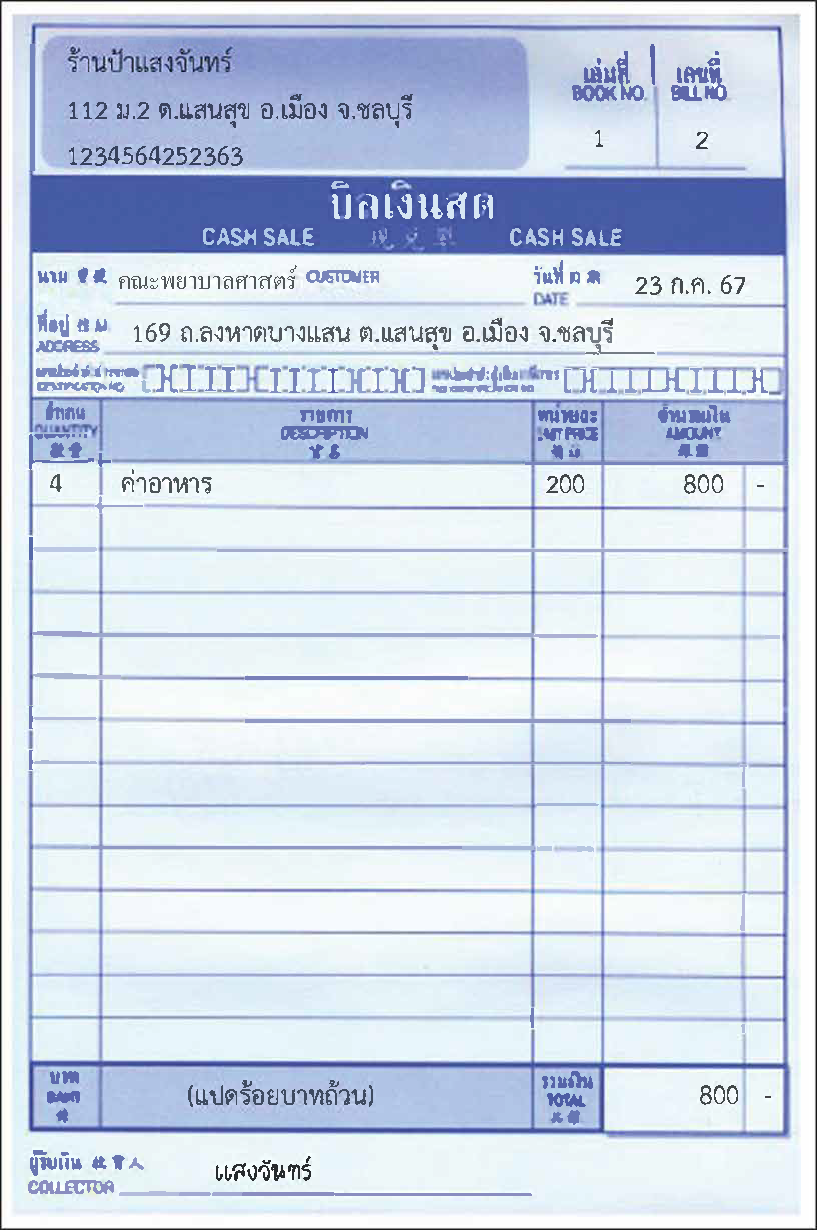 ร้านป้าแสงจันทร์
112 ม.2 ต.แสนสุข อ.เมือง จ.ชลบุรี
1234564252363
เล่มที่ เลขที่
BOOK NO. BILL NO.
1 2
บิลเงินสด
CASH SALE CASH SALE
นาม คณะพยาบาลศาสตร์ CUSTOMER วันที่ 23 ก.ค. 67
DATE
ที่อยู่ 169 ถ.ลงหาดบางแสน ต.แสนสุข อ.เมือง จ.ชลบุรี
ADDRESS
จำนวน รายการ หน่วยละ จำนวนเงิน
QUANTITY DESCRIPTION UNIT PRICE AMOUNT
4 ค่าอาหาร 200 800 -
บาท (แปดร้อยบาทถ้วน) รวมเงิน 800 -
BAHT TOTAL
ผู้รับเงิน แสงจันทร์
COLLECTOR